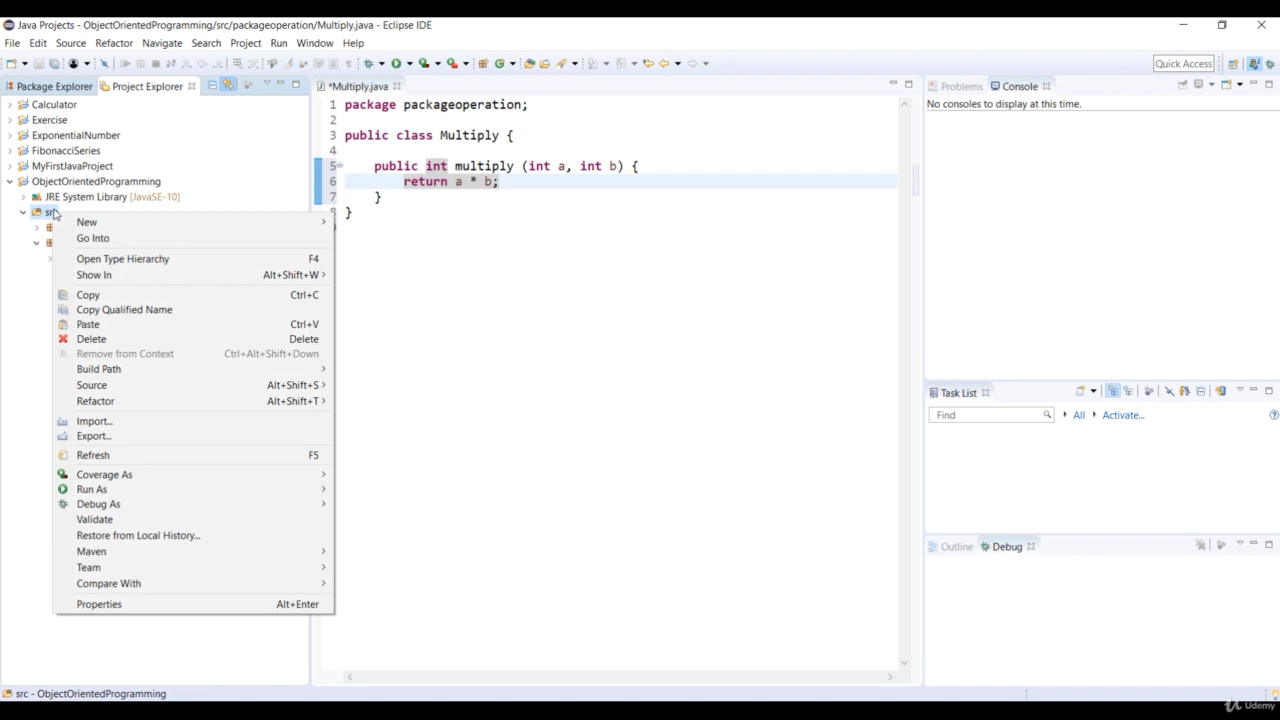 Java Projects - ObjectOrientedProgramming/src/packageoperation/Multiply.java - Eclipse IDE
File Edit Source Refactor Navigate Search Project Run Window Help
Quick Access
Package Explorer Project Explorer
Calculator
Exercise
ExponentialNumber
FibonacciSeries
MyFirstJavaProject
ObjectOrientedProgramming
JRE System Library [JavaSE-10]
src
New
Go Into
Open Type Hierarchy F4
Show In Alt+Shift+W
Copy Ctrl+C
Copy Qualified Name
Paste Ctrl+V
Delete Delete
Remove from Context Ctrl+Alt+Shift+Down
Build Path
Source Alt+Shift+S
Refactor Alt+Shift+T
Import...
Export...
Refresh F5
Coverage As
Run As
Debug As
Validate
Restore from Local History...
Maven
Team
Compare With
Properties Alt+Enter
*Multiply.java
1 package packageoperation;
2
3 public class Multiply {
4
5 public int multiply (int a, int b) {
6 return a * b;
7 }
8 }
Problems Console
No consoles to display at this time.
Task List
Find All Activate...
Outline Debug
src - ObjectOrientedProgramming
Udemy